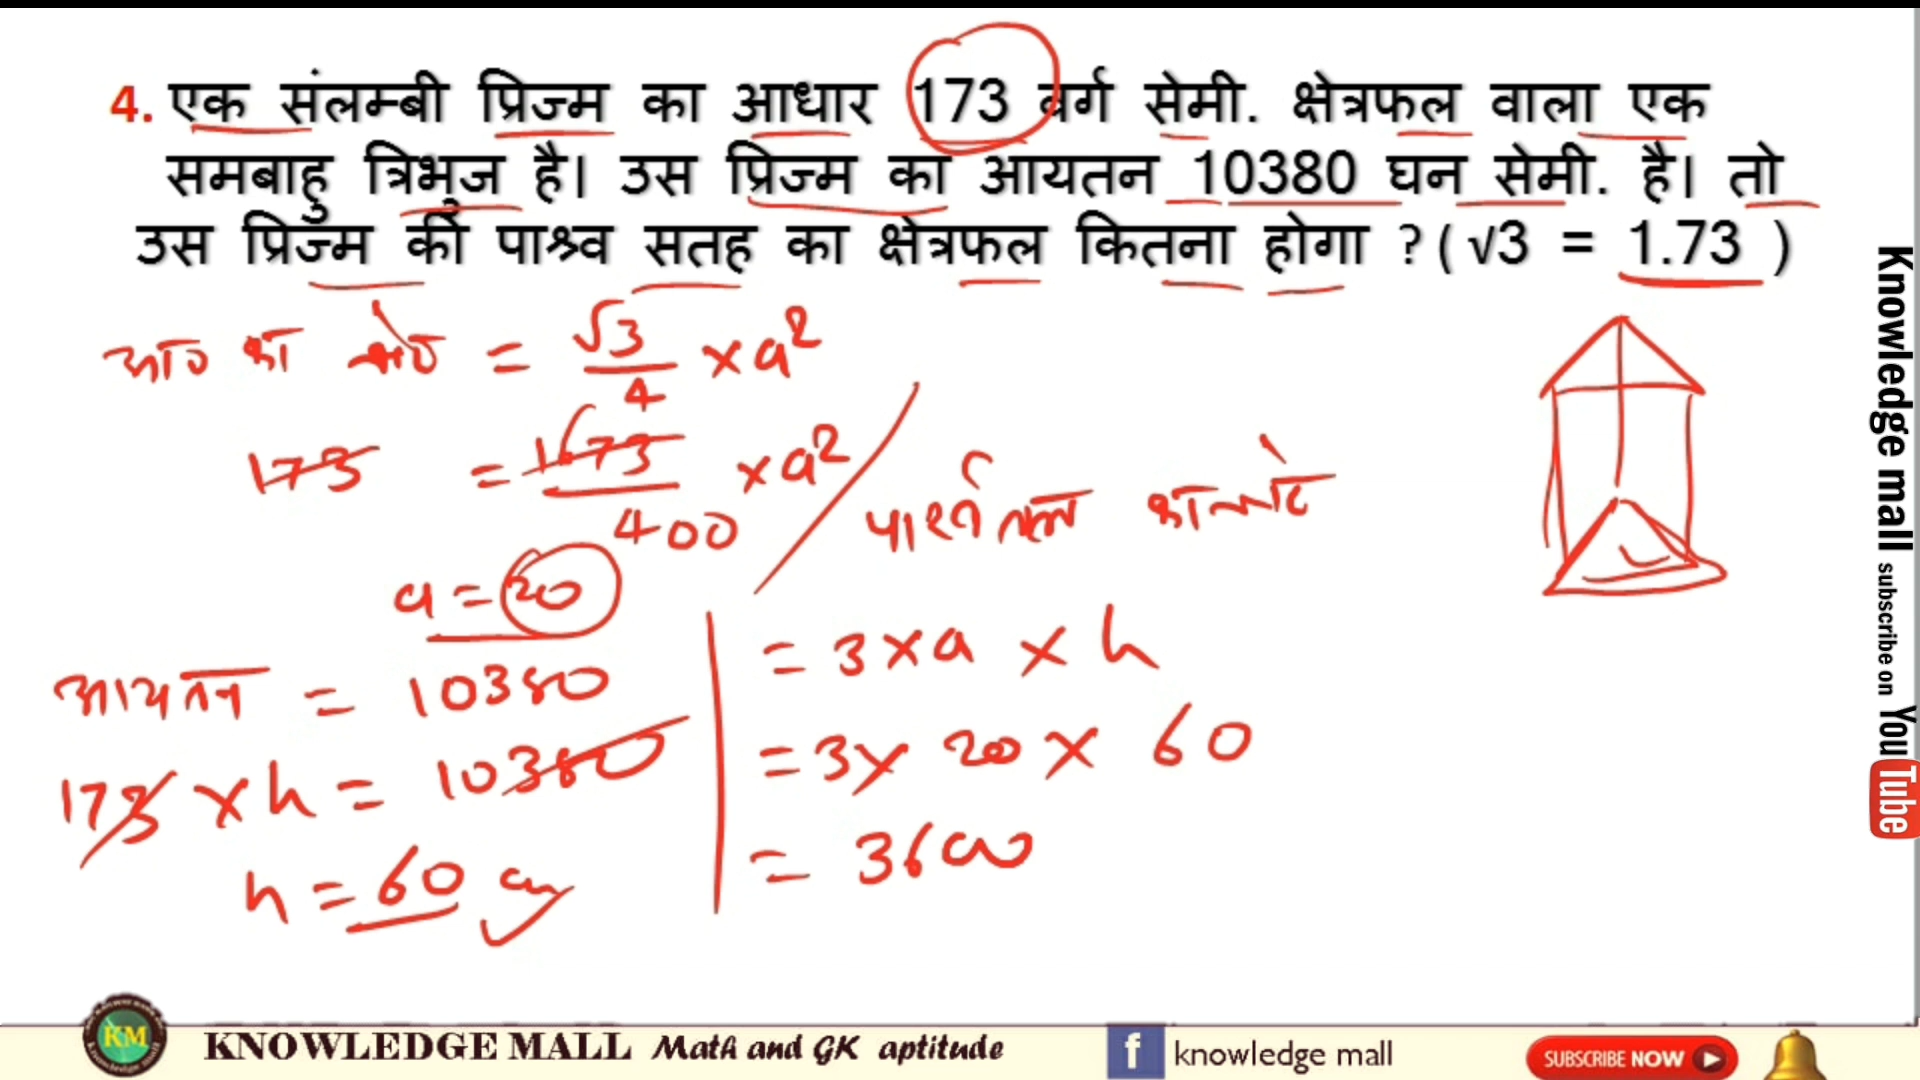 4. एक संलम्बी प्रिज्म का आधार 173 वर्ग सेमी. क्षेत्रफल वाला एक
समबाहु त्रिभुज है। उस प्रिज्म का आयतन 10380 घन सेमी. है। तो
उस प्रिज्म की पाश्र्व सतह का क्षेत्रफल कितना होगा ? ( √3 = 1.73 )
= √3/4 × a²
173 = 173/400 × a²
a = 20
आयतन = 10380
173 × h = 10380
h = 60 cm
पार्श्व
= 3 × a × h
= 3 × 20 × 60
= 3600
Knowledge mall subscribe on YouTube
KM
KNOWLEDGE MALL Math and GK aptitude
f knowledge mall
SUBSCRIBE NOW